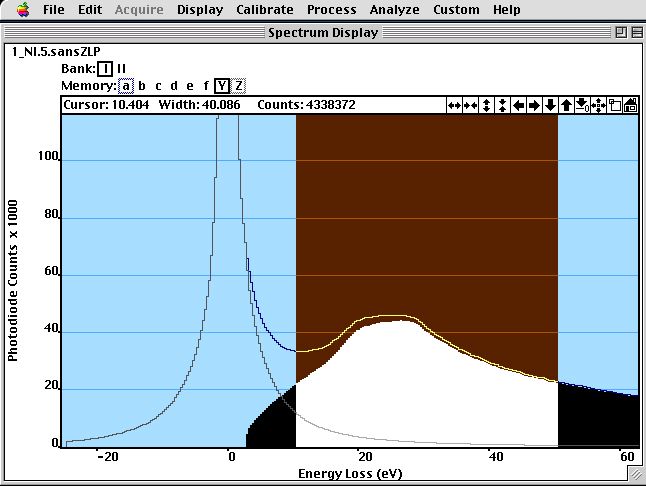 File Edit Acquire Display Calibrate Process Analyze Custom Help
Spectrum Display
1_NI.5.sansZLP
Bank: I II
Memory: a b c d e f Y Z
Cursor: 10.404 Width: 40.086 Counts: 4338372
Photodiode Counts x 1000
100
80
60
40
20
0
-20 0 20 40 60
Energy Loss (eV)